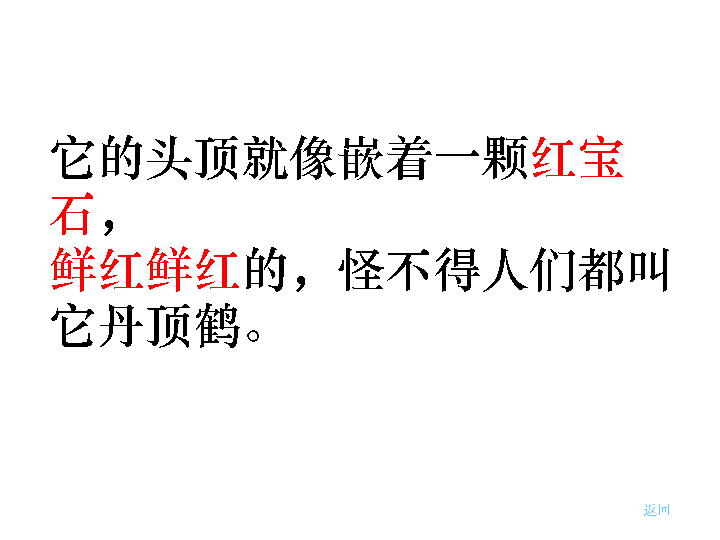 它的头顶就像嵌着一颗红宝
石，
鲜红鲜红的，怪不得人们都叫
它丹顶鹤。
返回